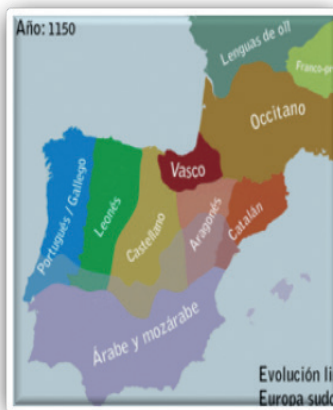 Año: 1150
Lenguas de oïl
Franco-pr
Occitano
Vasco
Portugués / Gallego
Leonés
Castellano
Aragonés
Catalán
Árabe y mozárabe
Evolución li
Europa sudo